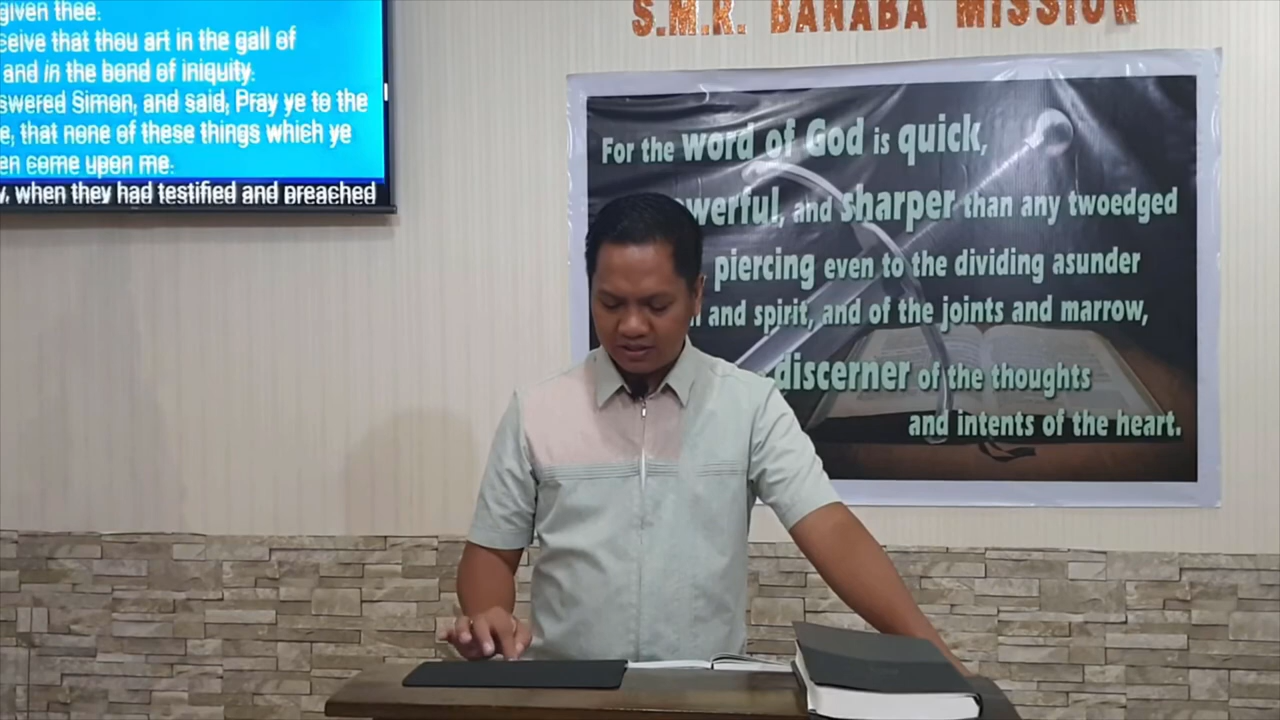 given thee.
ceive that thou art in the gall of
and in the bond of iniquity.
swered Simon, and said, Pray ye to the
e, that none of these things which ye
en come upon me.
, when they had testified and preached
S.M.R. BANABA MISSION
For the word of God is quick,
werful, and sharper than any twoedged
piercing even to the dividing asunder
and spirit, and of the joints and marrow,
discerner of the thoughts
and intents of the heart.